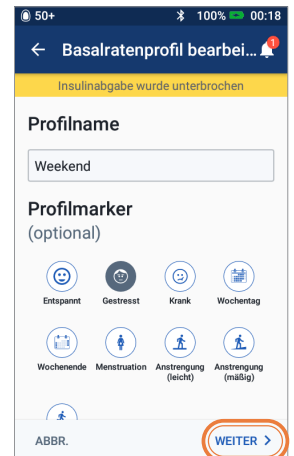 50+ 100% 00:18
Basalratenprofil bearbei... 1
Insulinabgabe wurde unterbrochen
Profilname
Weekend
Profilmarker
(optional)
Entspannt Gestresst Krank Wochentag
Wochenende Menstruation Anstrengung (leicht) Anstrengung (mäßig)
ABBR. WEITER